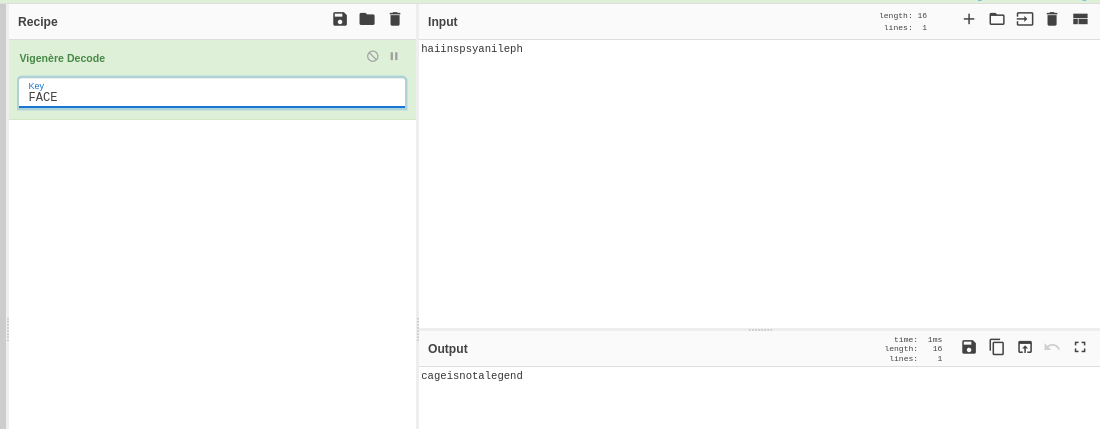 Recipe
Vigenère Decode
Key
FACE
Input
length: 16
lines: 1
haiinspsyanileph
Output
time: 1ms
length: 16
lines: 1
cageisnotalegend